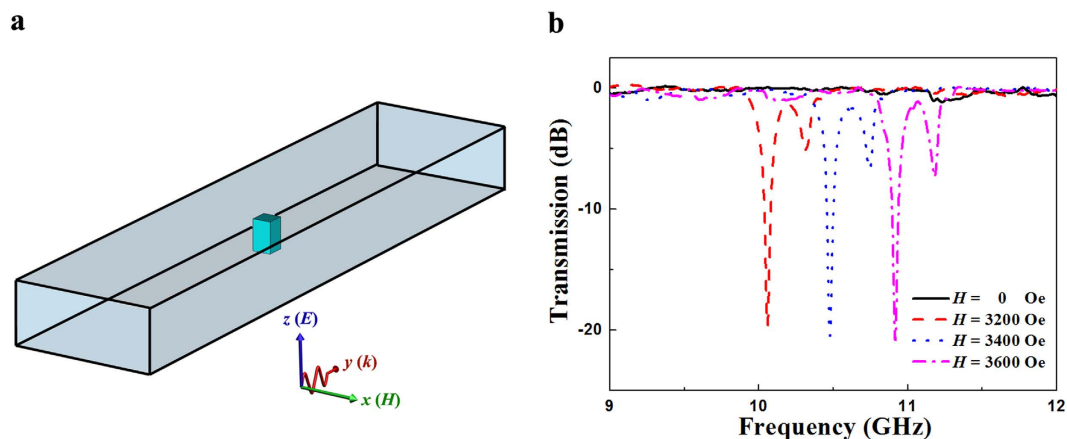 a
z (E)
y (k)
x (H)
b
Transmission (dB)
0
-10
-20
H = 0 Oe
H = 3200 Oe
H = 3400 Oe
H = 3600 Oe
9
10
11
12
Frequency (GHz)